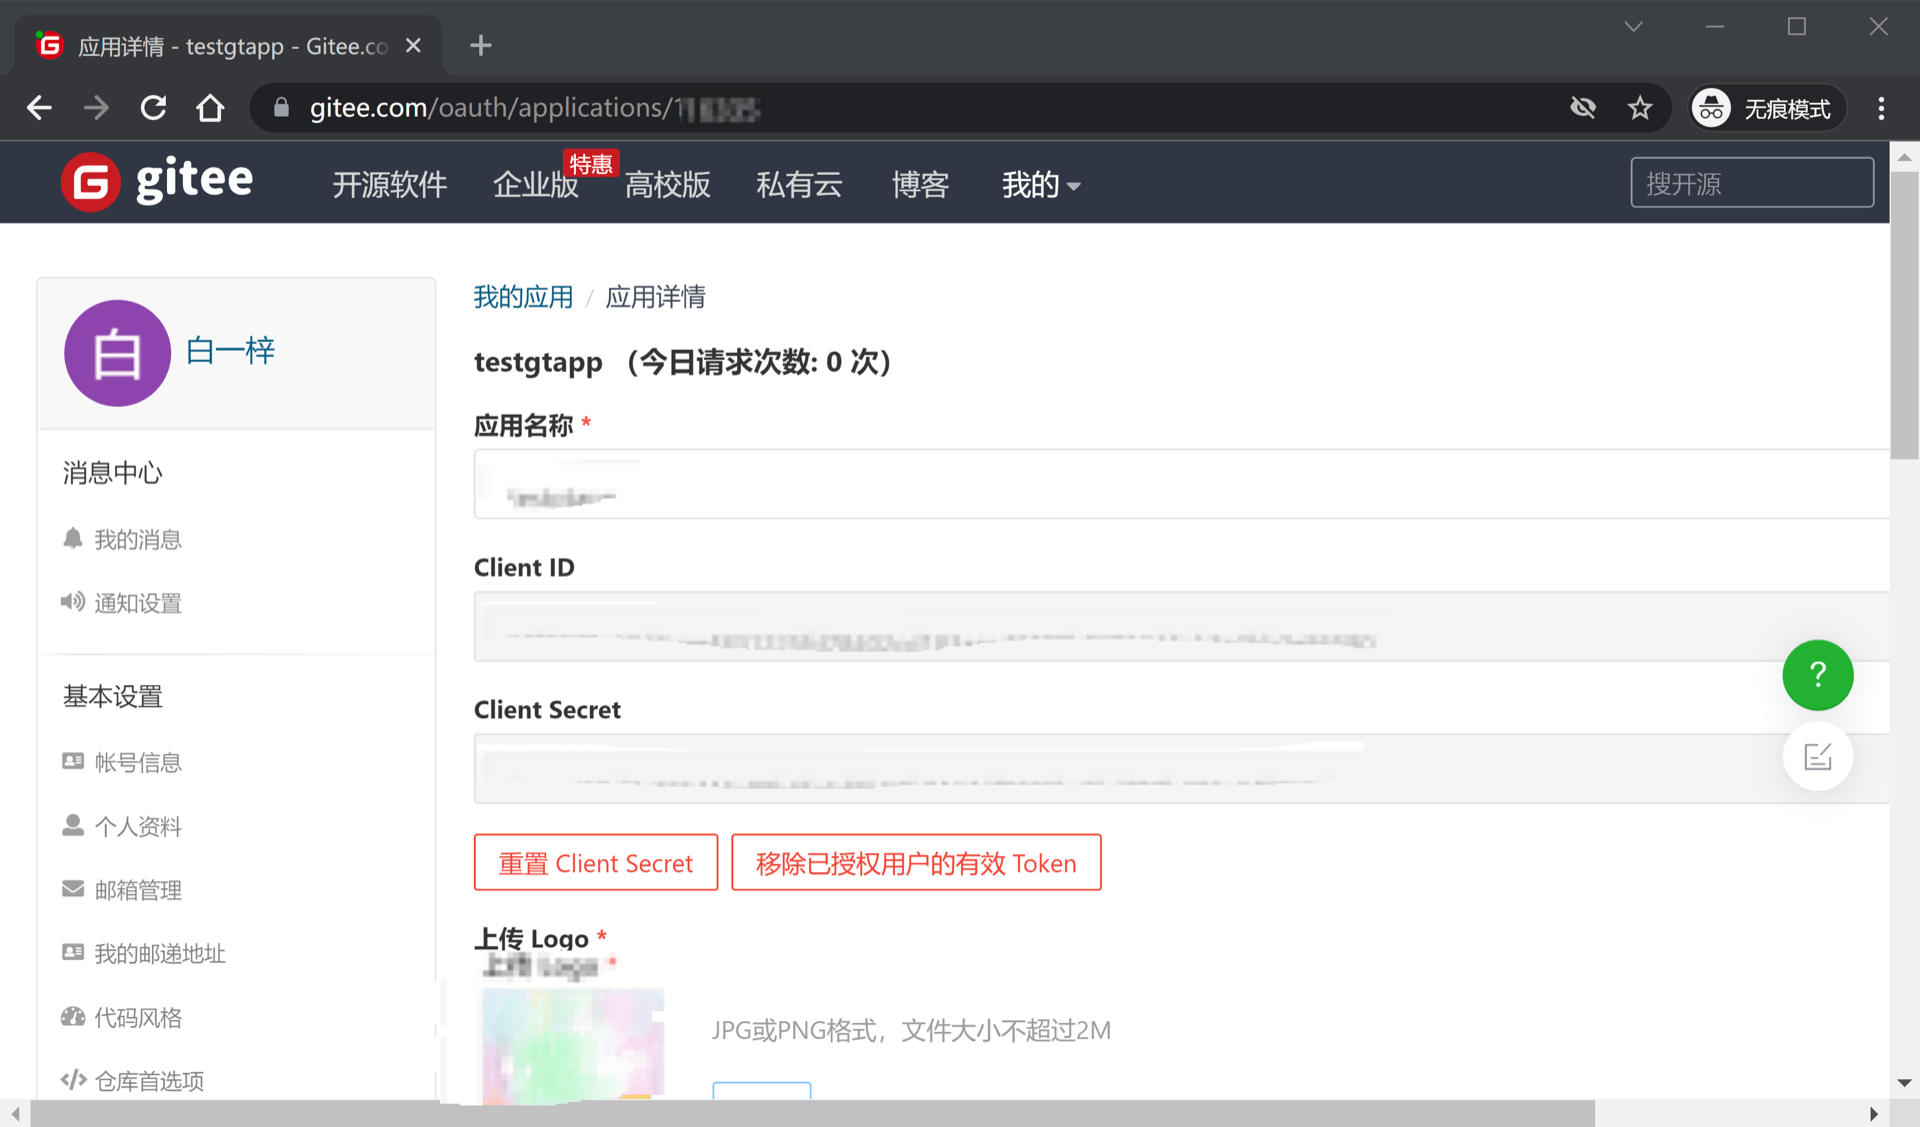 应用详情 - testgtapp - Gitee.co
gitee.com/oauth/applications/
无痕模式
gitee
开源软件
企业版
特惠
高校版
私有云
博客
我的
搜开源
白
白一梓
消息中心
我的消息
通知设置
基本设置
帐号信息
个人资料
邮箱管理
我的邮递地址
代码风格
仓库首选项
我的应用 / 应用详情
testgtapp （今日请求次数: 0 次）
应用名称 *
Client ID
Client Secret
重置 Client Secret
移除已授权用户的有效 Token
上传 Logo *
JPG或PNG格式，文件大小不超过2M